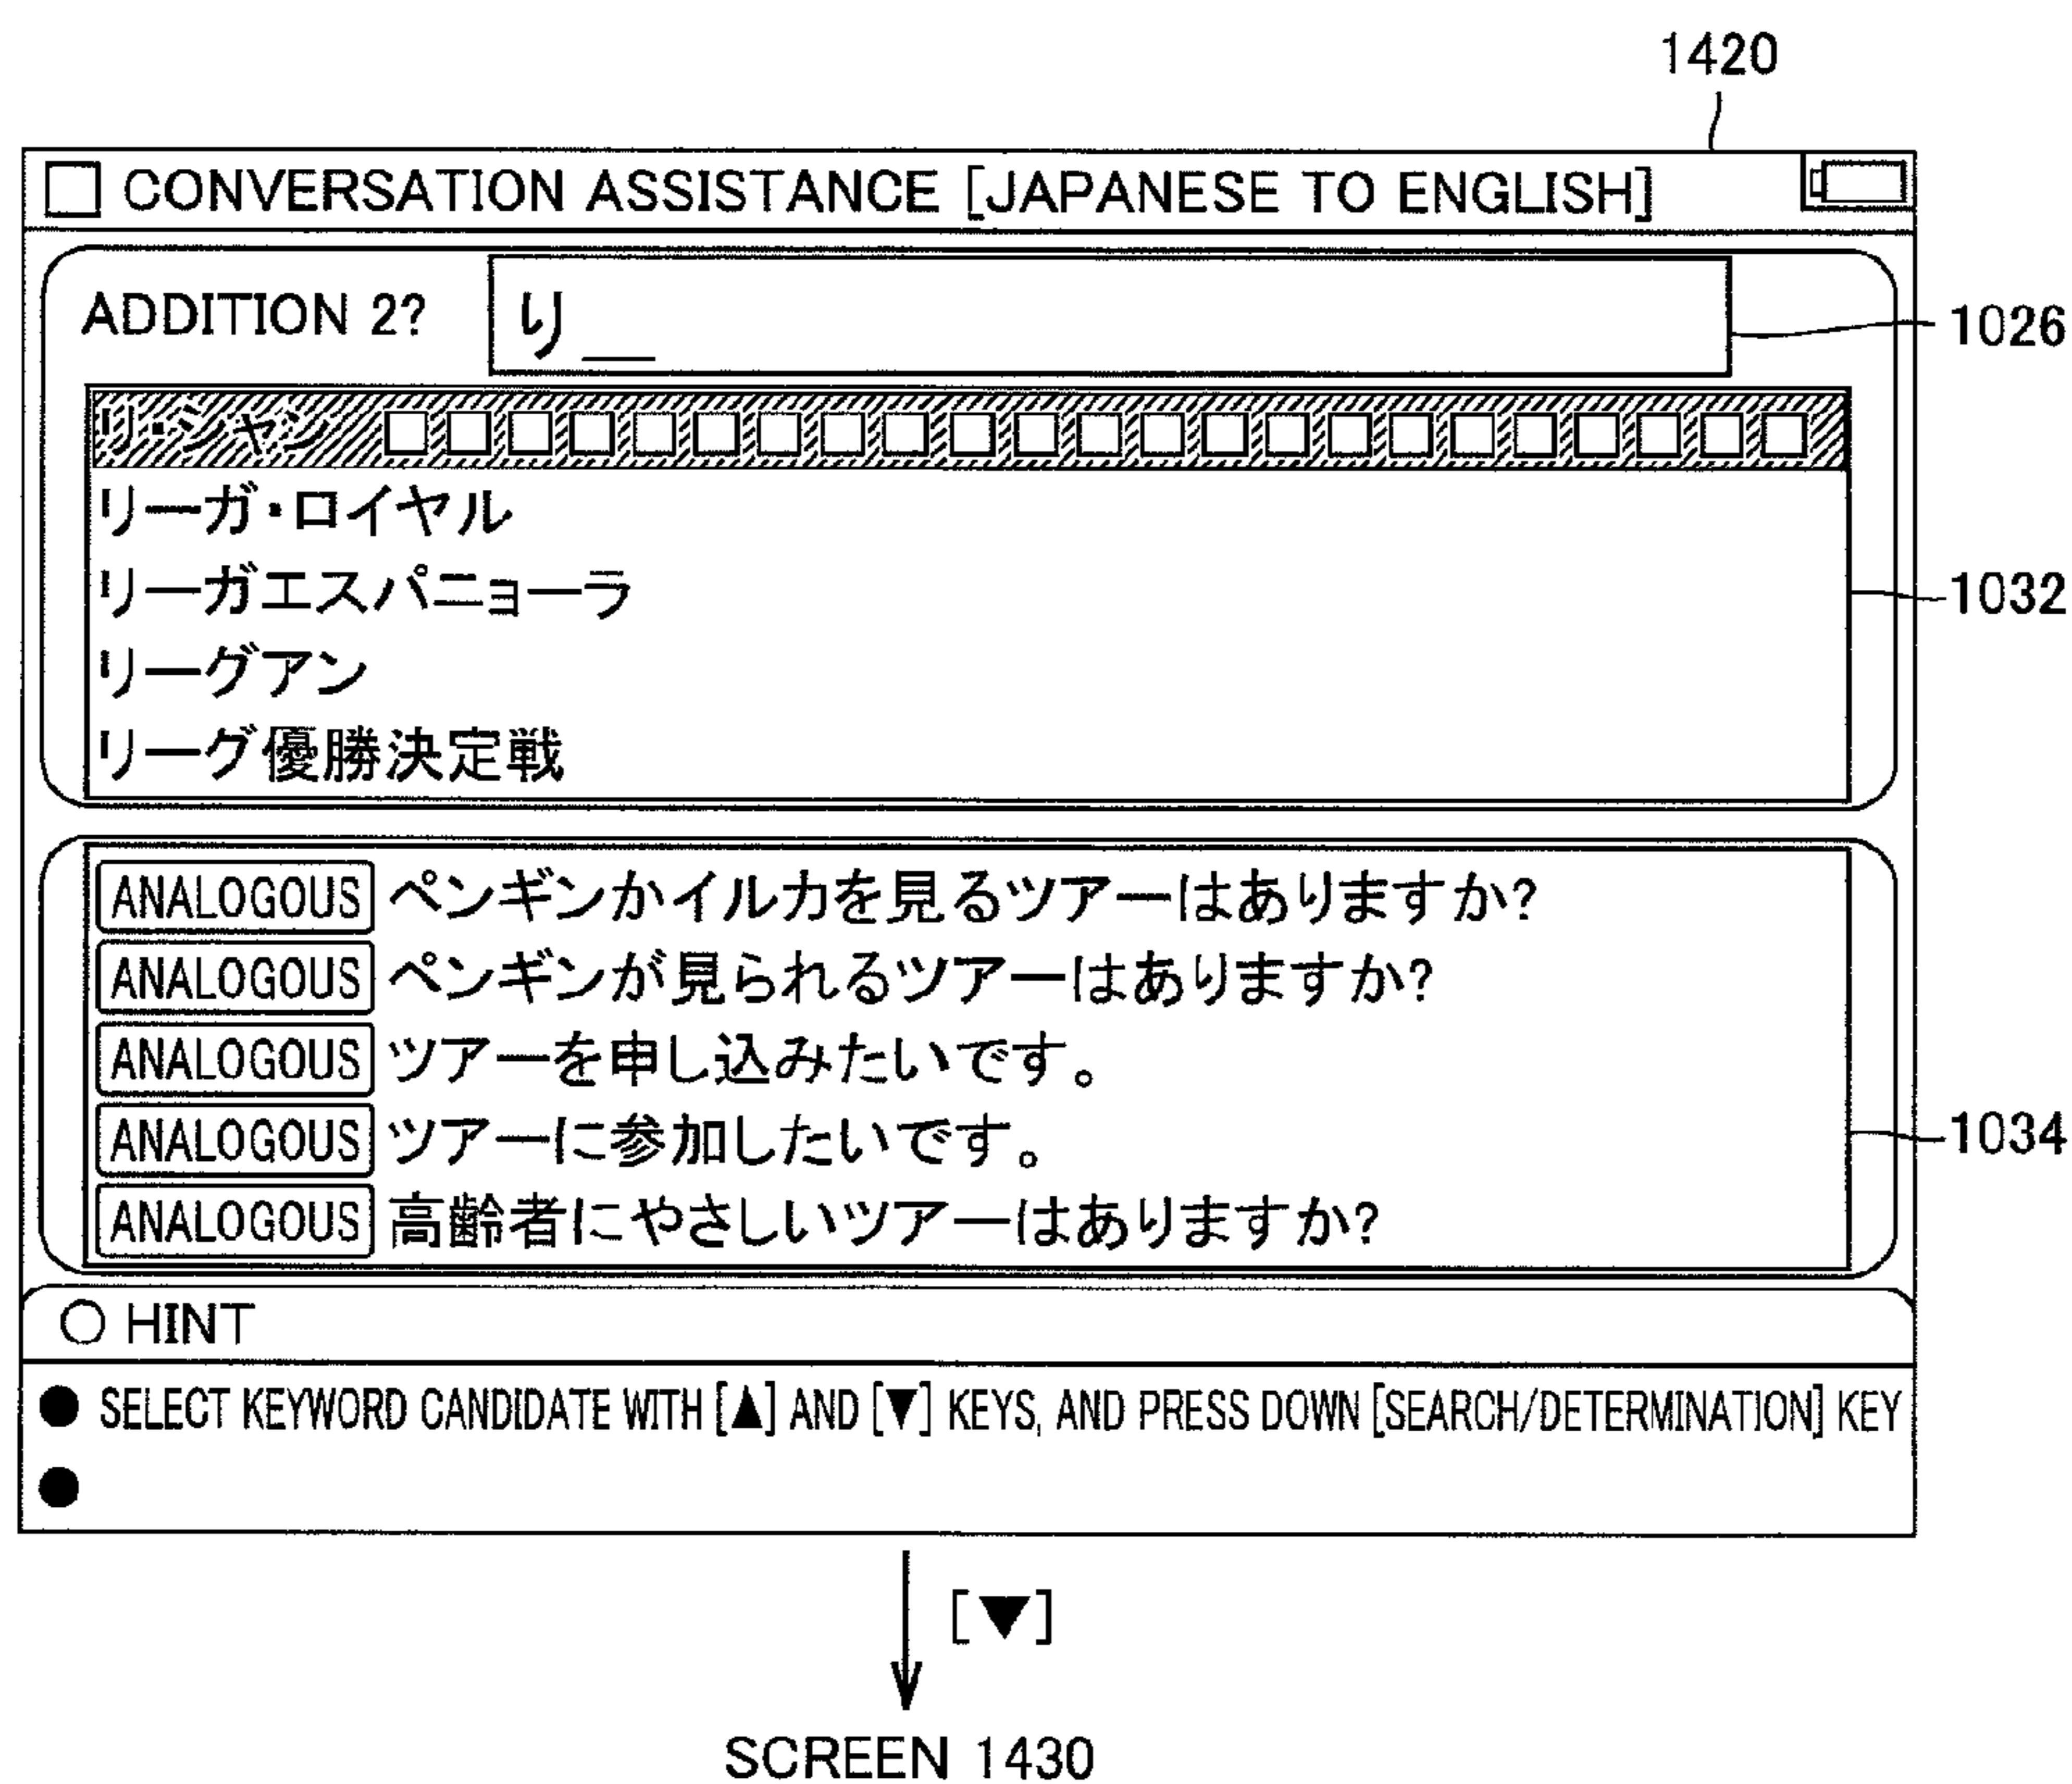 1420
□ CONVERSATION ASSISTANCE [JAPANESE TO ENGLISH]
ADDITION 2? り__
1026
リ・シャン□□□□□□□□□□□□□□□□□□□□□□□
リーガ・ロイヤル
リーガエスパニョーラ
1032
リーグアン
リーグ優勝決定戦
ANALOGOUS ペンギンかイルカを見るツアーはありますか?
ANALOGOUS ペンギンが見られるツアーはありますか?
ANALOGOUS ツアーを申し込みたいです。
ANALOGOUS ツアーに参加したいです。
1034
ANALOGOUS 高齢者にやさしいツアーはありますか?
○ HINT
● SELECT KEYWORD CANDIDATE WITH [▲] AND [▼] KEYS, AND PRESS DOWN [SEARCH/DETERMINATION] KEY
●
[▼]
SCREEN 1430